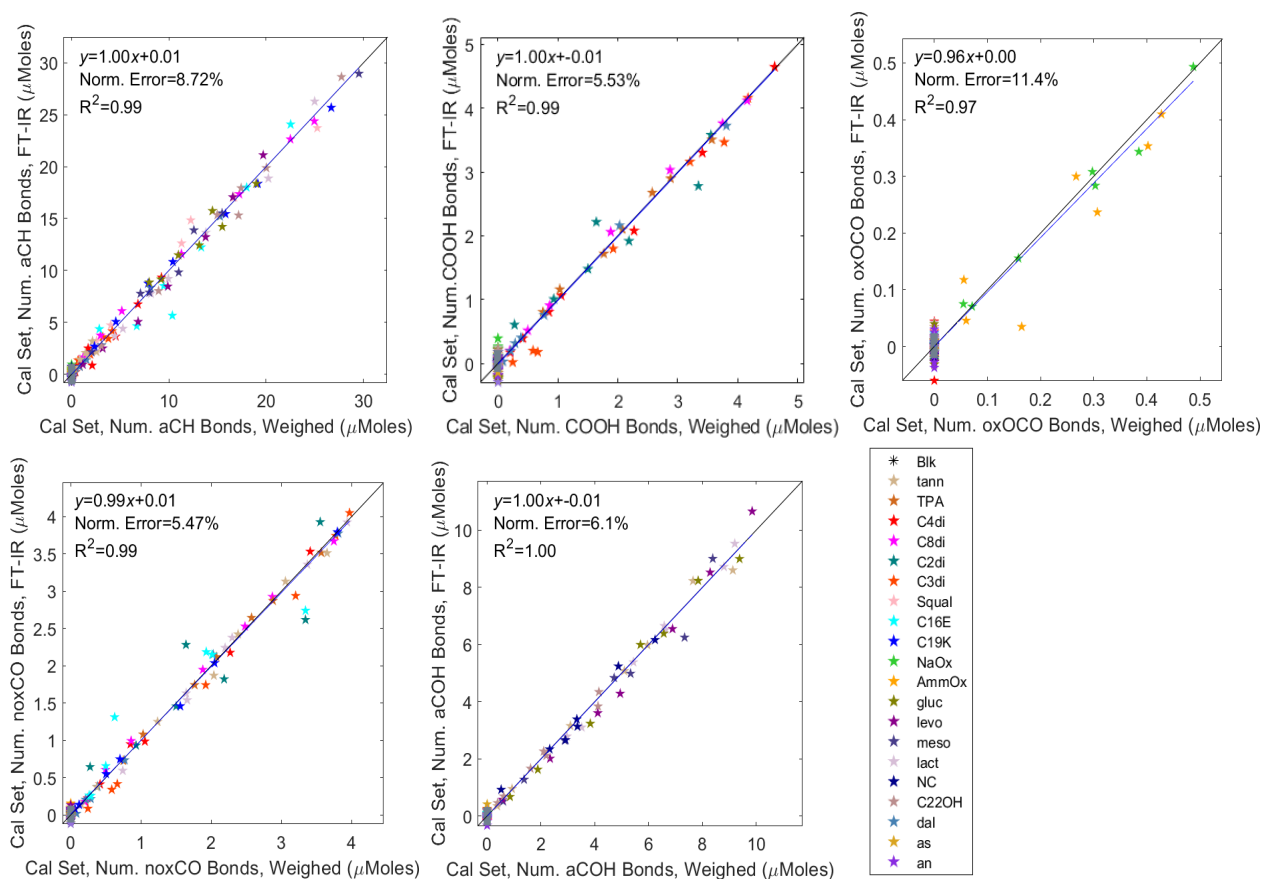 y=1.00x+0.01
Norm. Error=8.72%
R²=0.99
Cal Set, Num. aCH Bonds, FT-IR (μMoles)
30
25
20
15
10
5
0
0
10
20
30
Cal Set, Num. aCH Bonds, Weighed (μMoles)
y=1.00x+-0.01
Norm. Error=5.53%
R²=0.99
Cal Set, Num.COOH Bonds, FT-IR (μMoles)
5
4
3
2
1
0
0
1
2
3
4
5
Cal Set, Num. COOH Bonds, Weighed (μMoles)
y=0.96x+0.00
Norm. Error=11.4%
R²=0.97
Cal Set, Num. oxOCO Bonds, FT-IR (μMoles)
0.5
0.4
0.3
0.2
0.1
0
0
0.1
0.2
0.3
0.4
0.5
Cal Set, Num. oxOCO Bonds, Weighed (μMoles)
y=0.99x+0.01
Norm. Error=5.47%
R²=0.99
Cal Set, Num. noxCO Bonds, FT-IR (μMoles)
4
3.5
3
2.5
2
1.5
1
0.5
0
0
1
2
3
4
Cal Set, Num. noxCO Bonds, Weighed (μMoles)
y=1.00x+-0.01
Norm. Error=6.1%
R²=1.00
Cal Set, Num. aCOH Bonds, FT-IR (μMoles)
10
8
6
4
2
0
0
2
4
6
8
10
Cal Set, Num. aCOH Bonds, Weighed (μMoles)
Blk
tann
TPA
C4di
C8di
C2di
C3di
Squal
C16E
C19K
NaOx
AmmOx
gluc
levo
meso
lact
NC
C22OH
dal
as
an